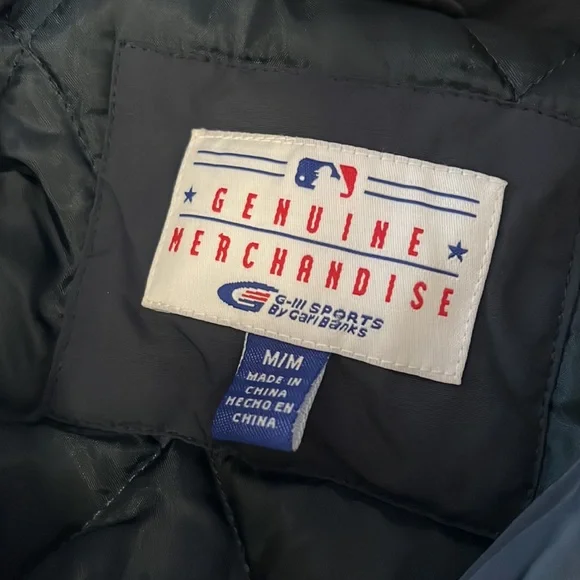 GENUINE
MERCHANDISE
G-III SPORTS
By Carl Banks
M/M
MADE IN
CHINA
HECHO EN
CHINA